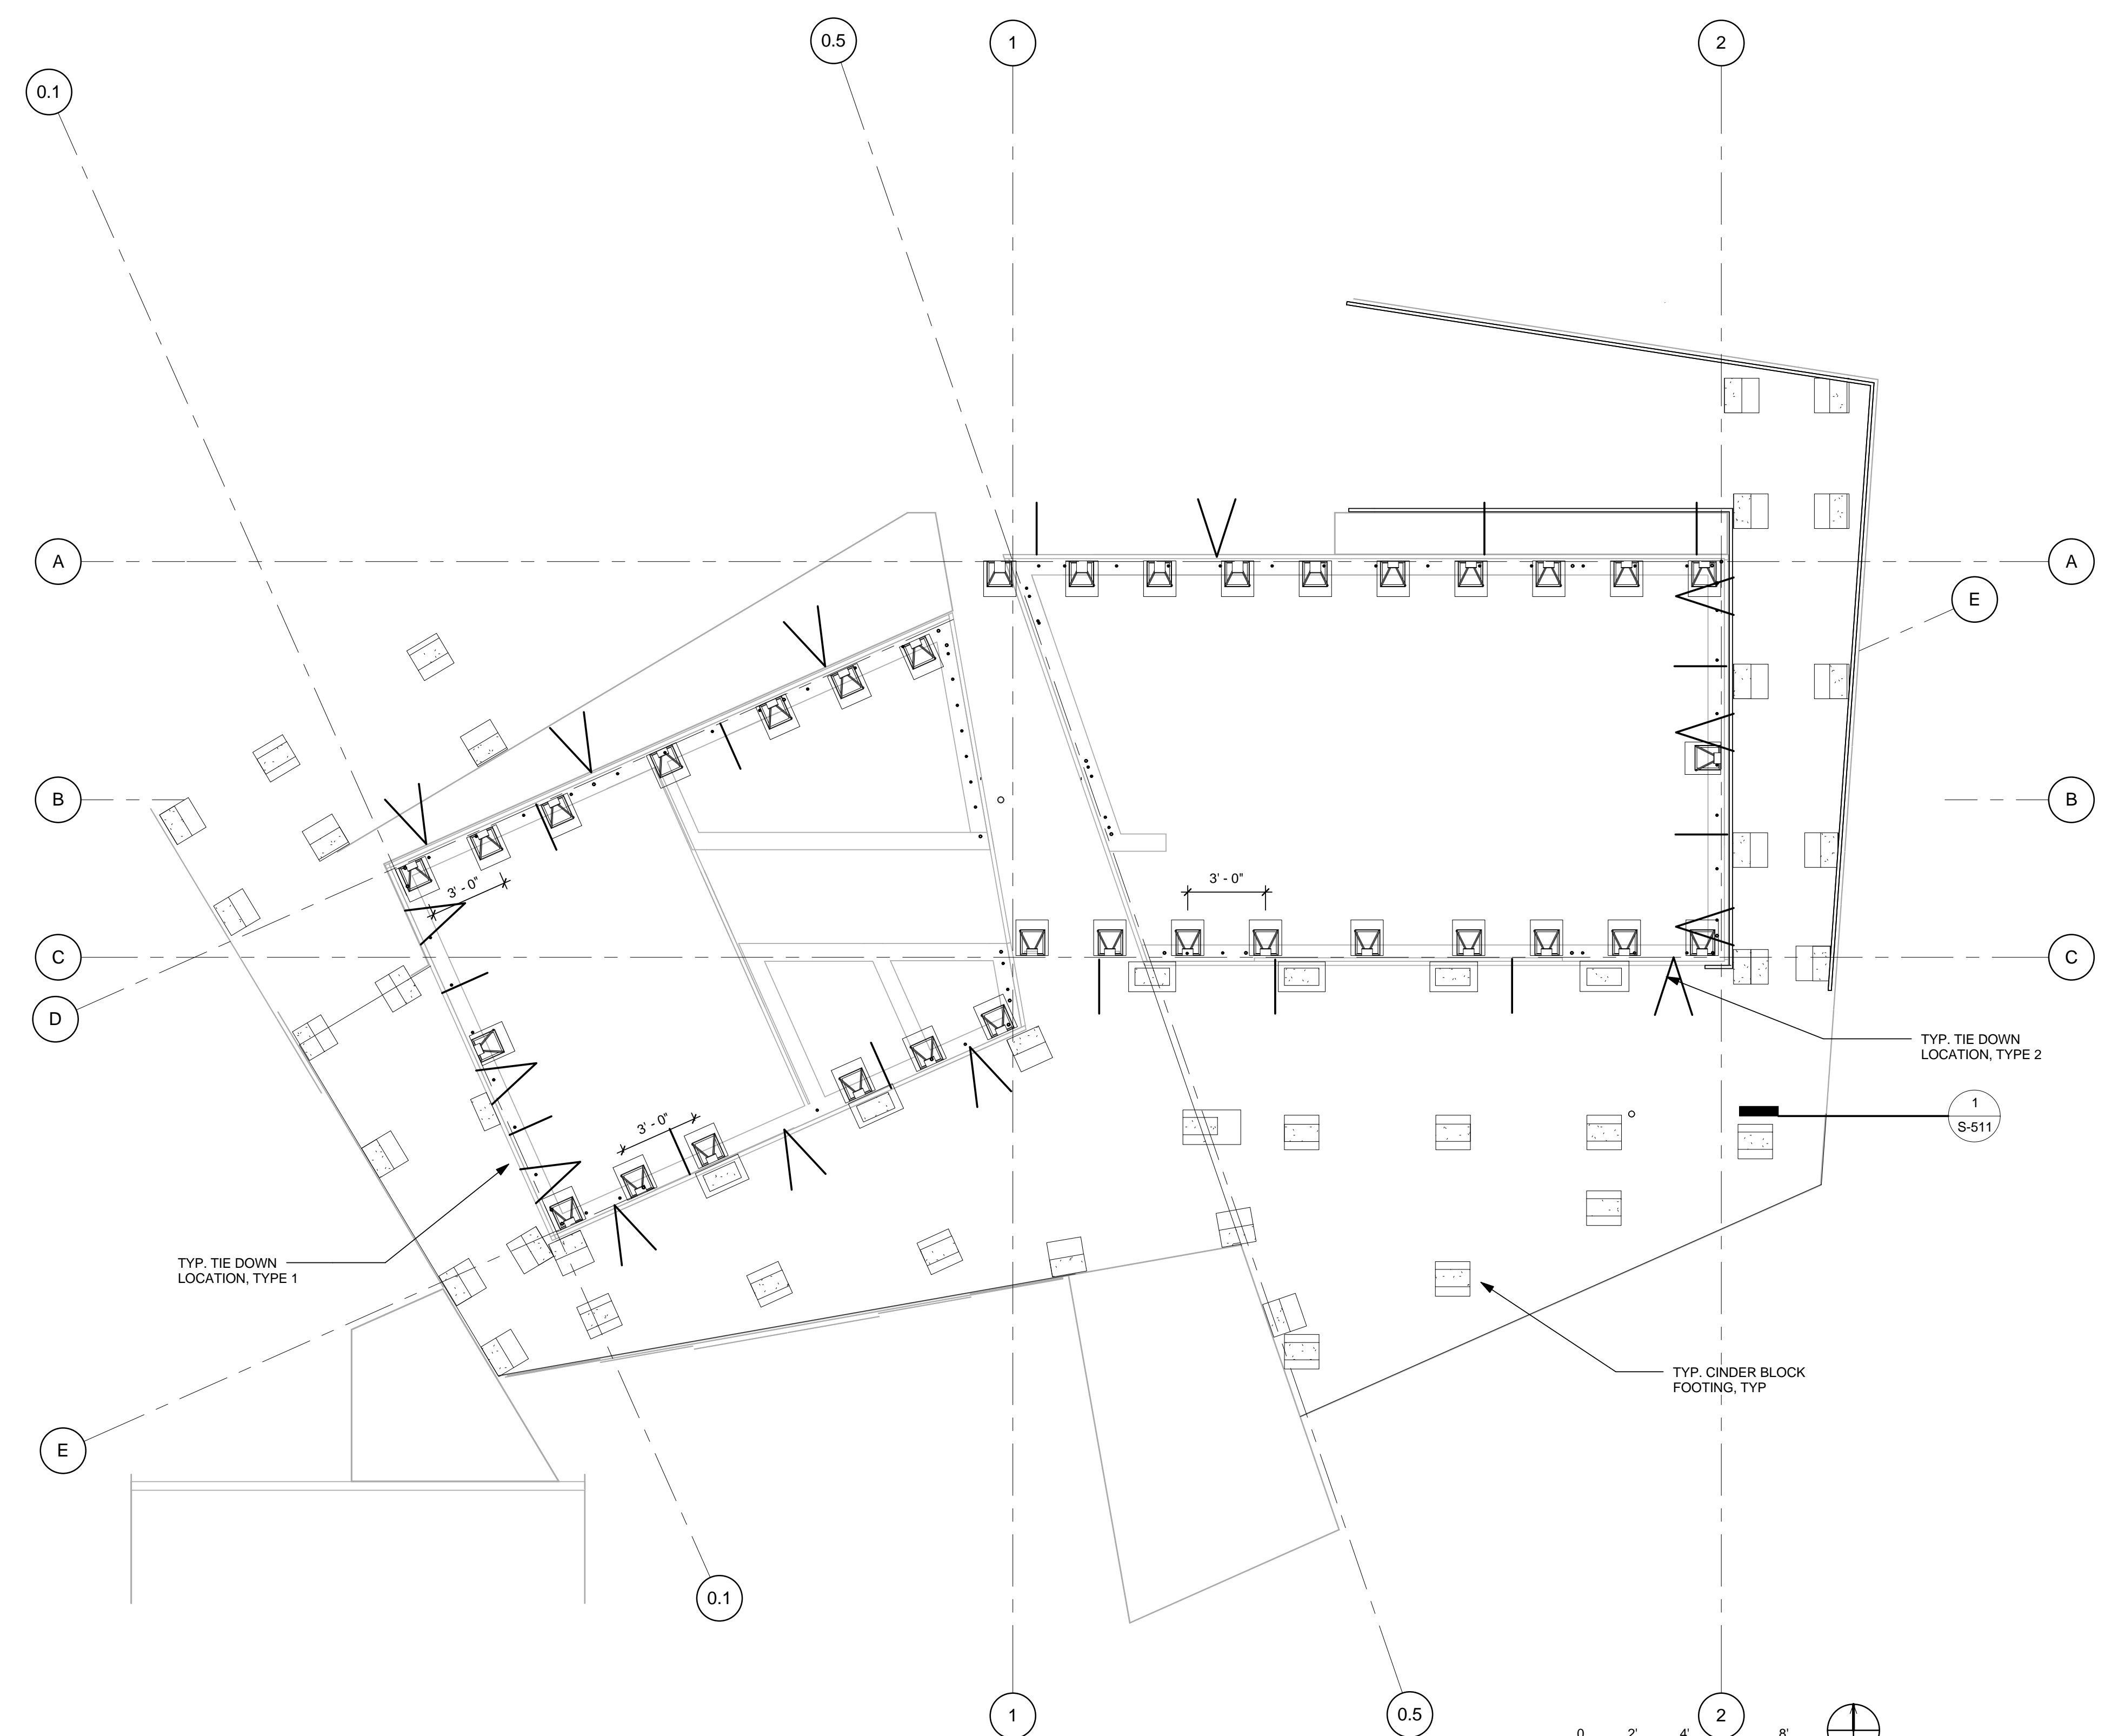 0.5
1
2
0.1
A
A
E
B
B
3' - 0"
3' - 0"
C
C
D
TYP. TIE DOWN
LOCATION, TYPE 2
1
S-511
3' - 0"
TYP. TIE DOWN
LOCATION, TYPE 1
TYP. CINDER BLOCK
FOOTING, TYP
E
0.1
1
0.5
2
0 2' 4' 8'